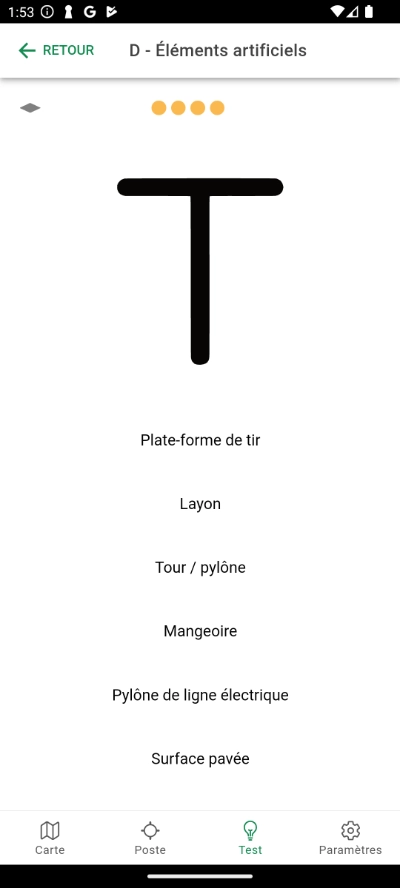 1:53
RETOUR
D - Éléments artificiels
Plate-forme de tir
Layon
Tour / pylône
Mangeoire
Pylône de ligne électrique
Surface pavée
Carte
Poste
Test
Paramètres